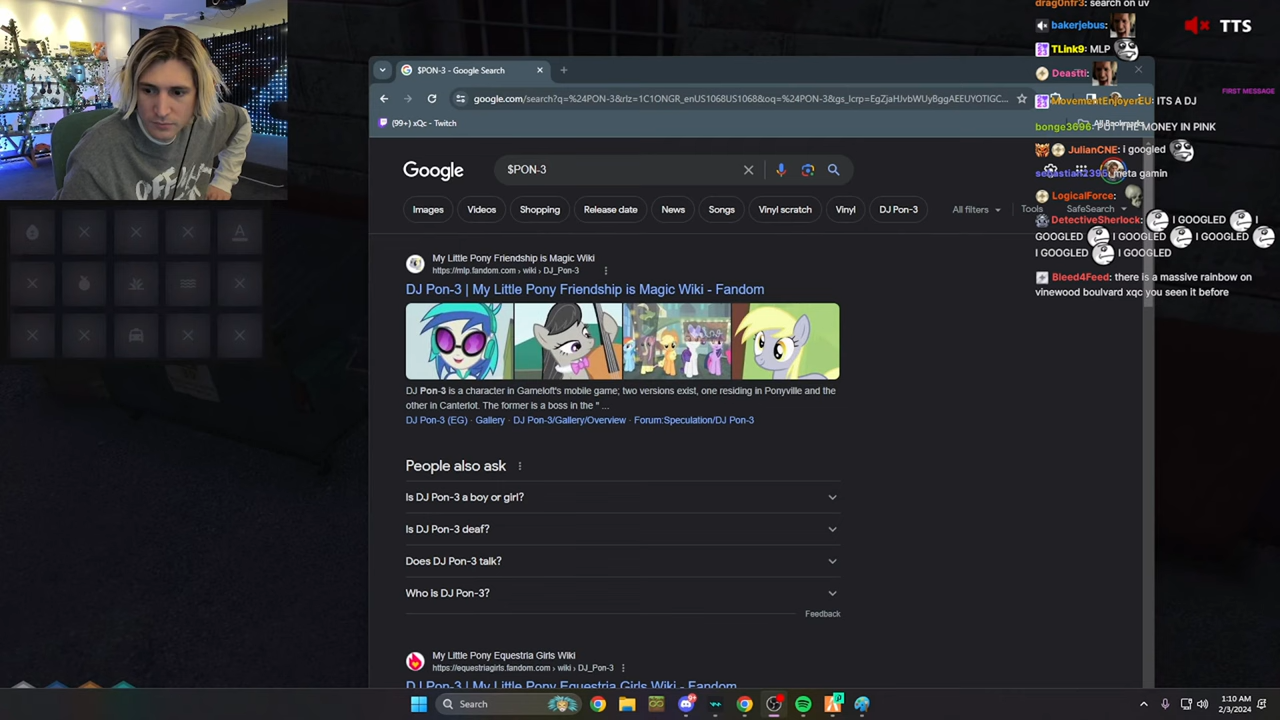 drag0nfr3: search on uv
bakerjebus:
TTS
TLink9: MLP
$PON-3 - Google Search
Deastti:
google.com/search?q=%24PON-3&rlz=1C1ONGR_enUS1068US1068&oq=%24PON-3&gs_lcrp=EgZjaHJvbWUyBggAEEUYOTIGC...
FIRST MESSAGE
MovementEnjoyerEU: ITS A DJ
(99+) xQc - Twitch
All Bookmarks
bonge3696: PUT THE MONEY IN PINK
JulianCNE: i googled
Google
$PON-3
sebastian2395: meta gamin
LogicalForce:
Images
Videos
Shopping
Release date
News
Songs
Vinyl scratch
Vinyl
DJ Pon-3
All filters
Tools
SafeSearch
DetectiveSherlock: I GOOGLED I
GOOGLED I GOOGLED I GOOGLED
I GOOGLED I GOOGLED
Bleed4Feed: there is a massive rainbow on
vinewood boulvard xqc you seen it before
My Little Pony Friendship is Magic Wiki
https://mlp.fandom.com › wiki › DJ_Pon-3
DJ Pon-3 | My Little Pony Friendship is Magic Wiki - Fandom
DJ Pon-3 is a character in Gameloft's mobile game; two versions exist, one residing in Ponyville and the
other in Canterlot. The former is a boss in the " ...
DJ Pon-3 (EG) · Gallery · DJ Pon-3/Gallery/Overview · Forum:Speculation/DJ Pon-3
People also ask
Is DJ Pon-3 a boy or girl?
Is DJ Pon-3 deaf?
Does DJ Pon-3 talk?
Who is DJ Pon-3?
Feedback
My Little Pony Equestria Girls Wiki
https://equestriagirls.fandom.com › wiki › DJ_Pon-3
DJ Pon-3 | My Little Pony Equestria Girls Wiki - Fandom
Search
1:10 AM
2/3/2024